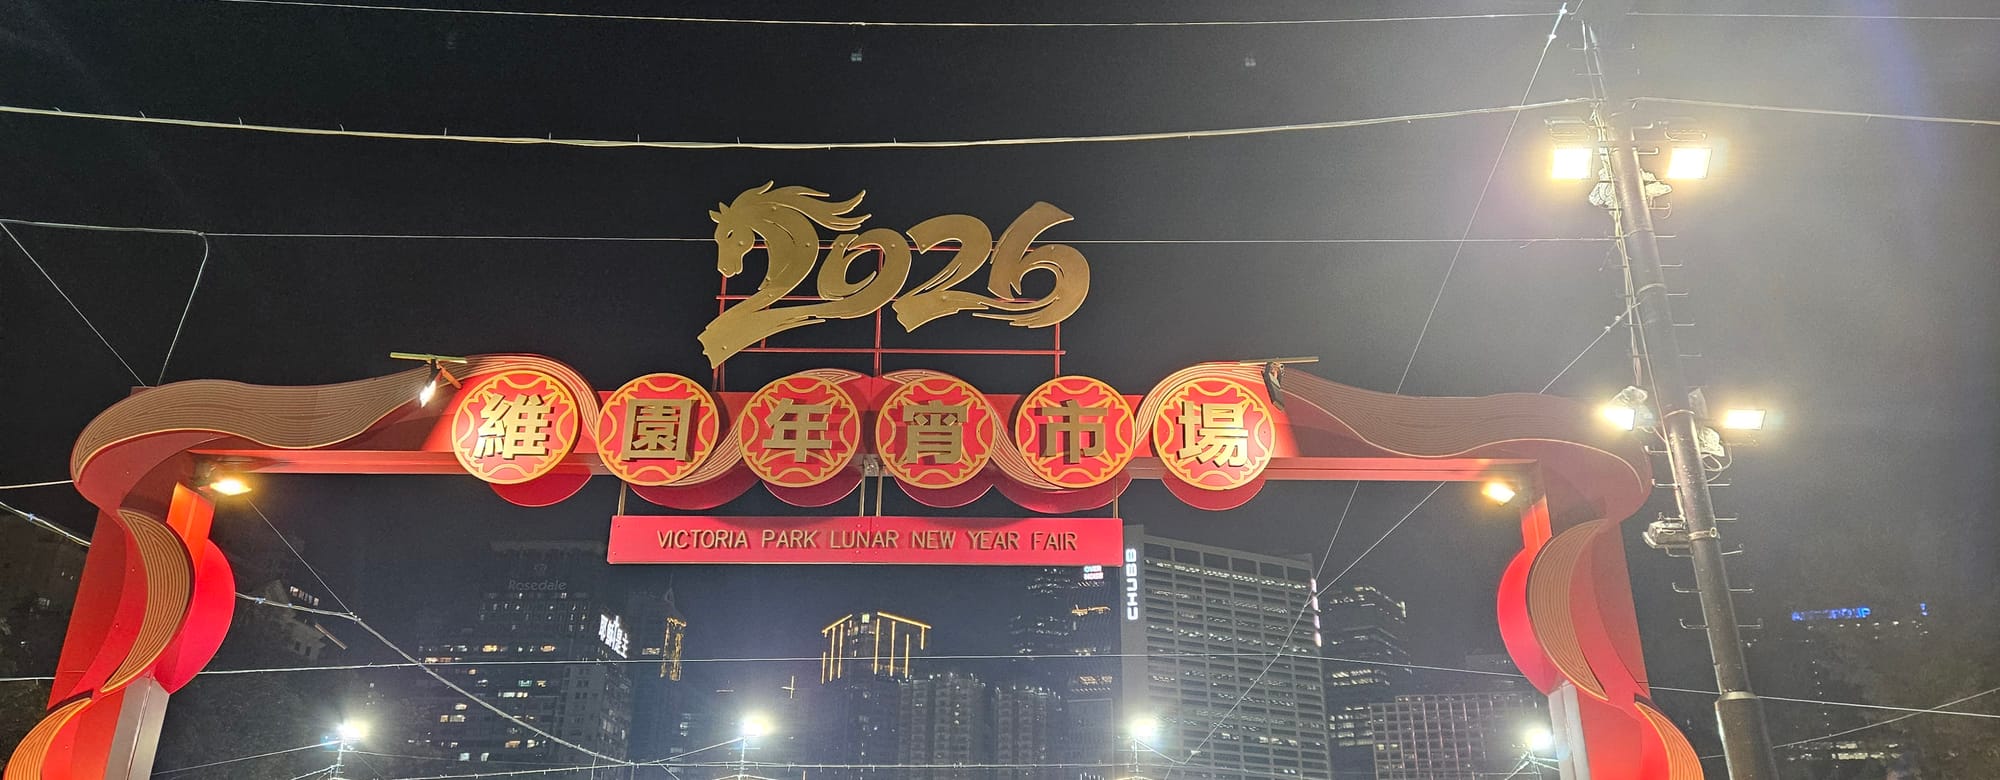 2026
維園年宵市場
VICTORIA PARK LUNAR NEW YEAR FAIR
Rosedale
CHUBB